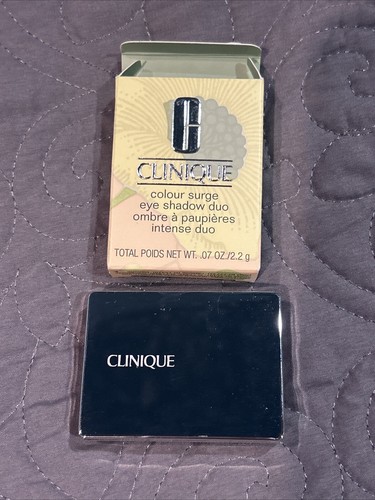 CLINIQUE
colour surge
eye shadow duo
ombre à paupières
intense duo
TOTAL POIDS NET WT. .07 OZ./2.2 g
CLINIQUE